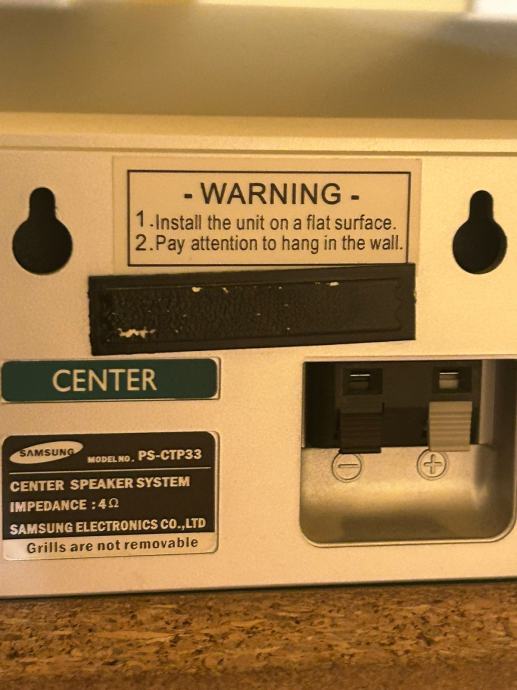 - WARNING -
1. Install the unit on a flat surface.
2. Pay attention to hang in the wall.
CENTER
SAMSUNG MODEL NO. PS-CTP33
CENTER SPEAKER SYSTEM
IMPEDANCE : 4Ω
SAMSUNG ELECTRONICS CO.,LTD
Grills are not removable
− +